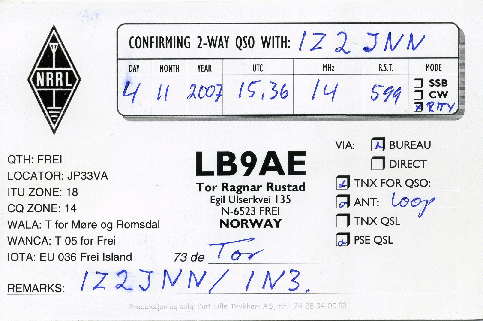 CONFIRMING 2-WAY QSO WITH: IZ2JNN
DAY MONTH YEAR UTC MHz R.S.T. MODE
4 11 2007 15.36 14 599
SSB
CW
RTTY
NRRL
VIA: BUREAU
DIRECT
QTH: FREI
LOCATOR: JP33VA
ITU ZONE: 18
CQ ZONE: 14
WALA: T for Møre og Romsdal
WANCA: T 05 for Frei
IOTA: EU 036 Frei Island
LB9AE
Tor Ragnar Rustad
Egil Ulserkvei 135
N-6523 FREI
NORWAY
73 de Tor
TNX FOR QSO:
ANT: Loop
TNX QSL
PSE QSL
REMARKS: IZ2JNN/IN3.